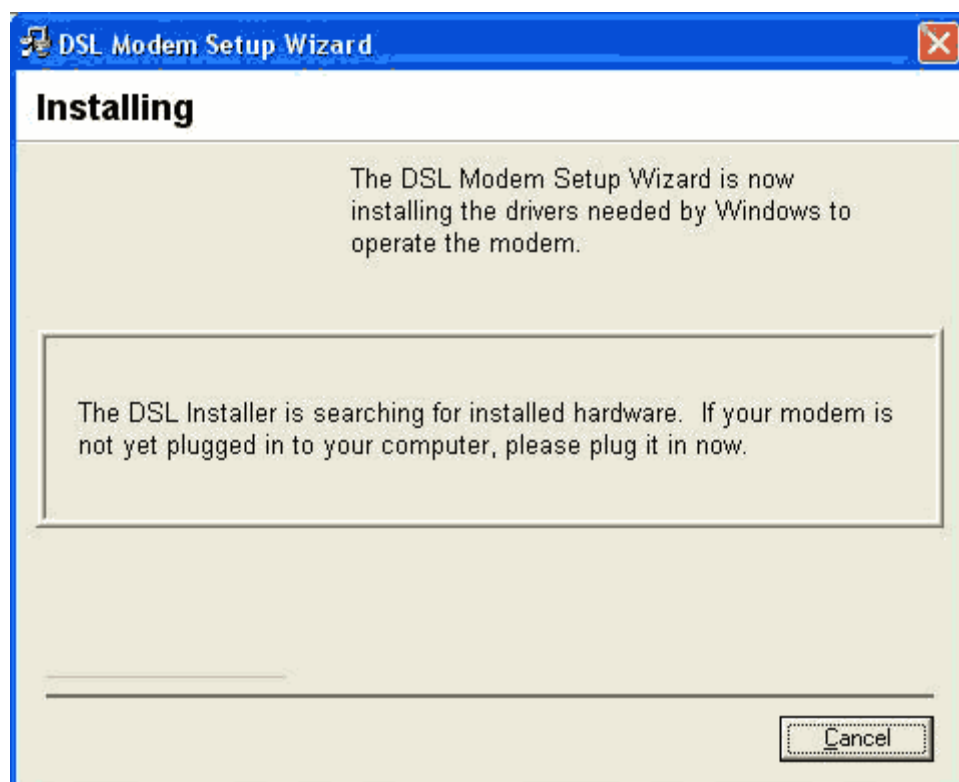 DSL Modem Setup Wizard
Installing
The DSL Modem Setup Wizard is now
installing the drivers needed by Windows to
operate the modem.
The DSL Installer is searching for installed hardware.  If your modem is
not yet plugged in to your computer, please plug it in now.
Cancel